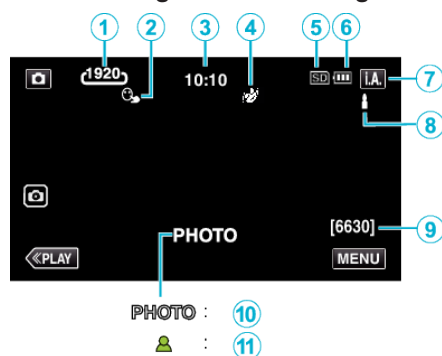 1 2 3 4 5 6
1920 10:10 SD i.A. 7
8
[6630] 9
PHOTO
≪PLAY MENU
PHOTO : 10
: 11